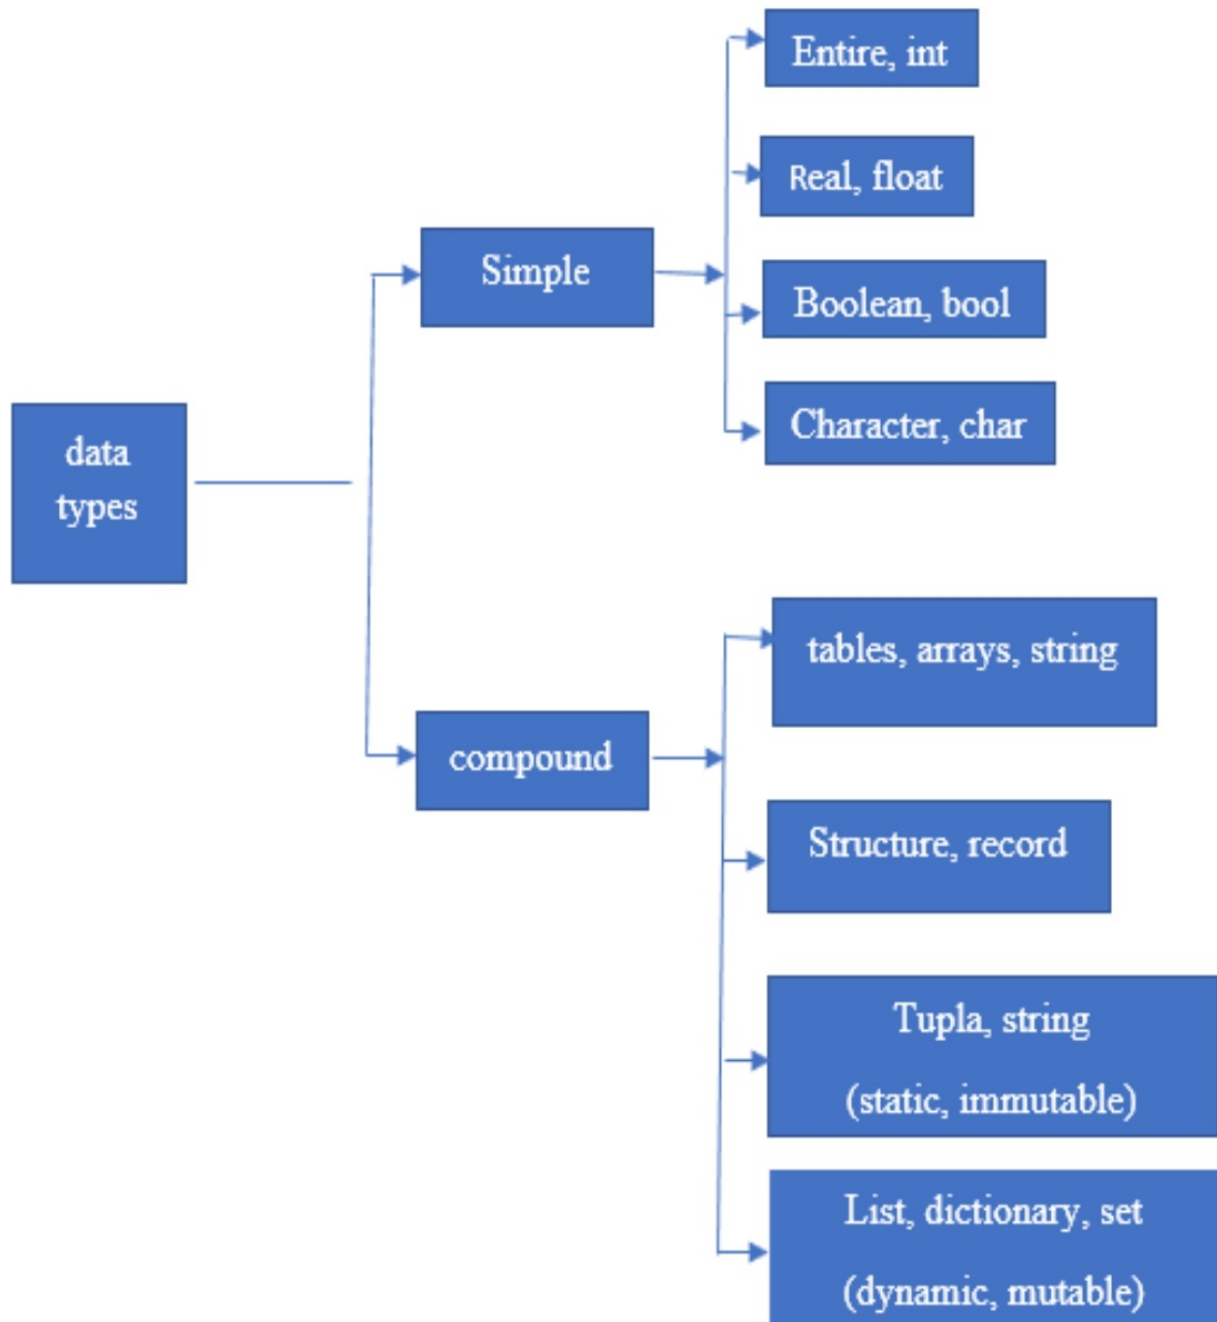 Entire, int
Real, float
Simple
Boolean, bool
Character, char
data
types
tables, arrays, string
compound
Structure, record
Tupla, string
(static, immutable)
List, dictionary, set
(dynamic, mutable)